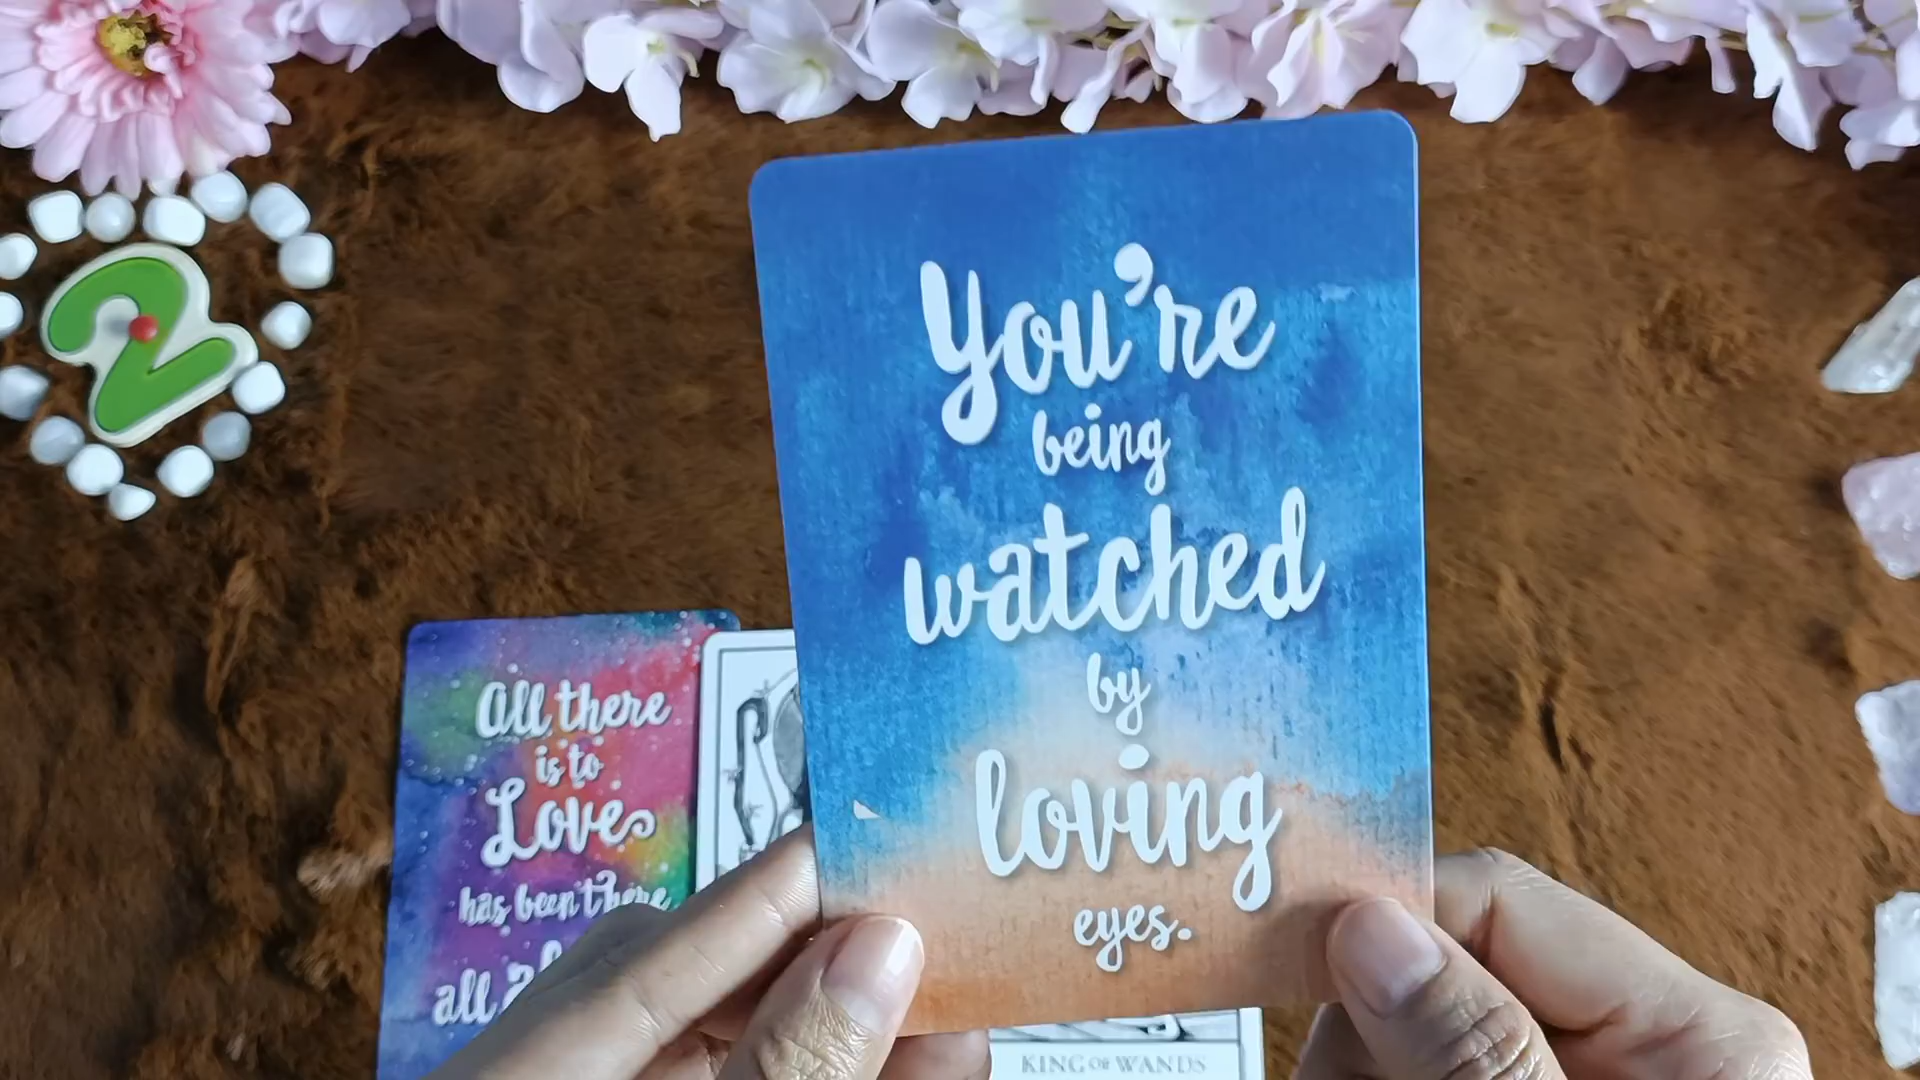 2
You're
being
watched
by
loving
eyes.
All there
is to
Love
has been there
all
KING OF WANDS